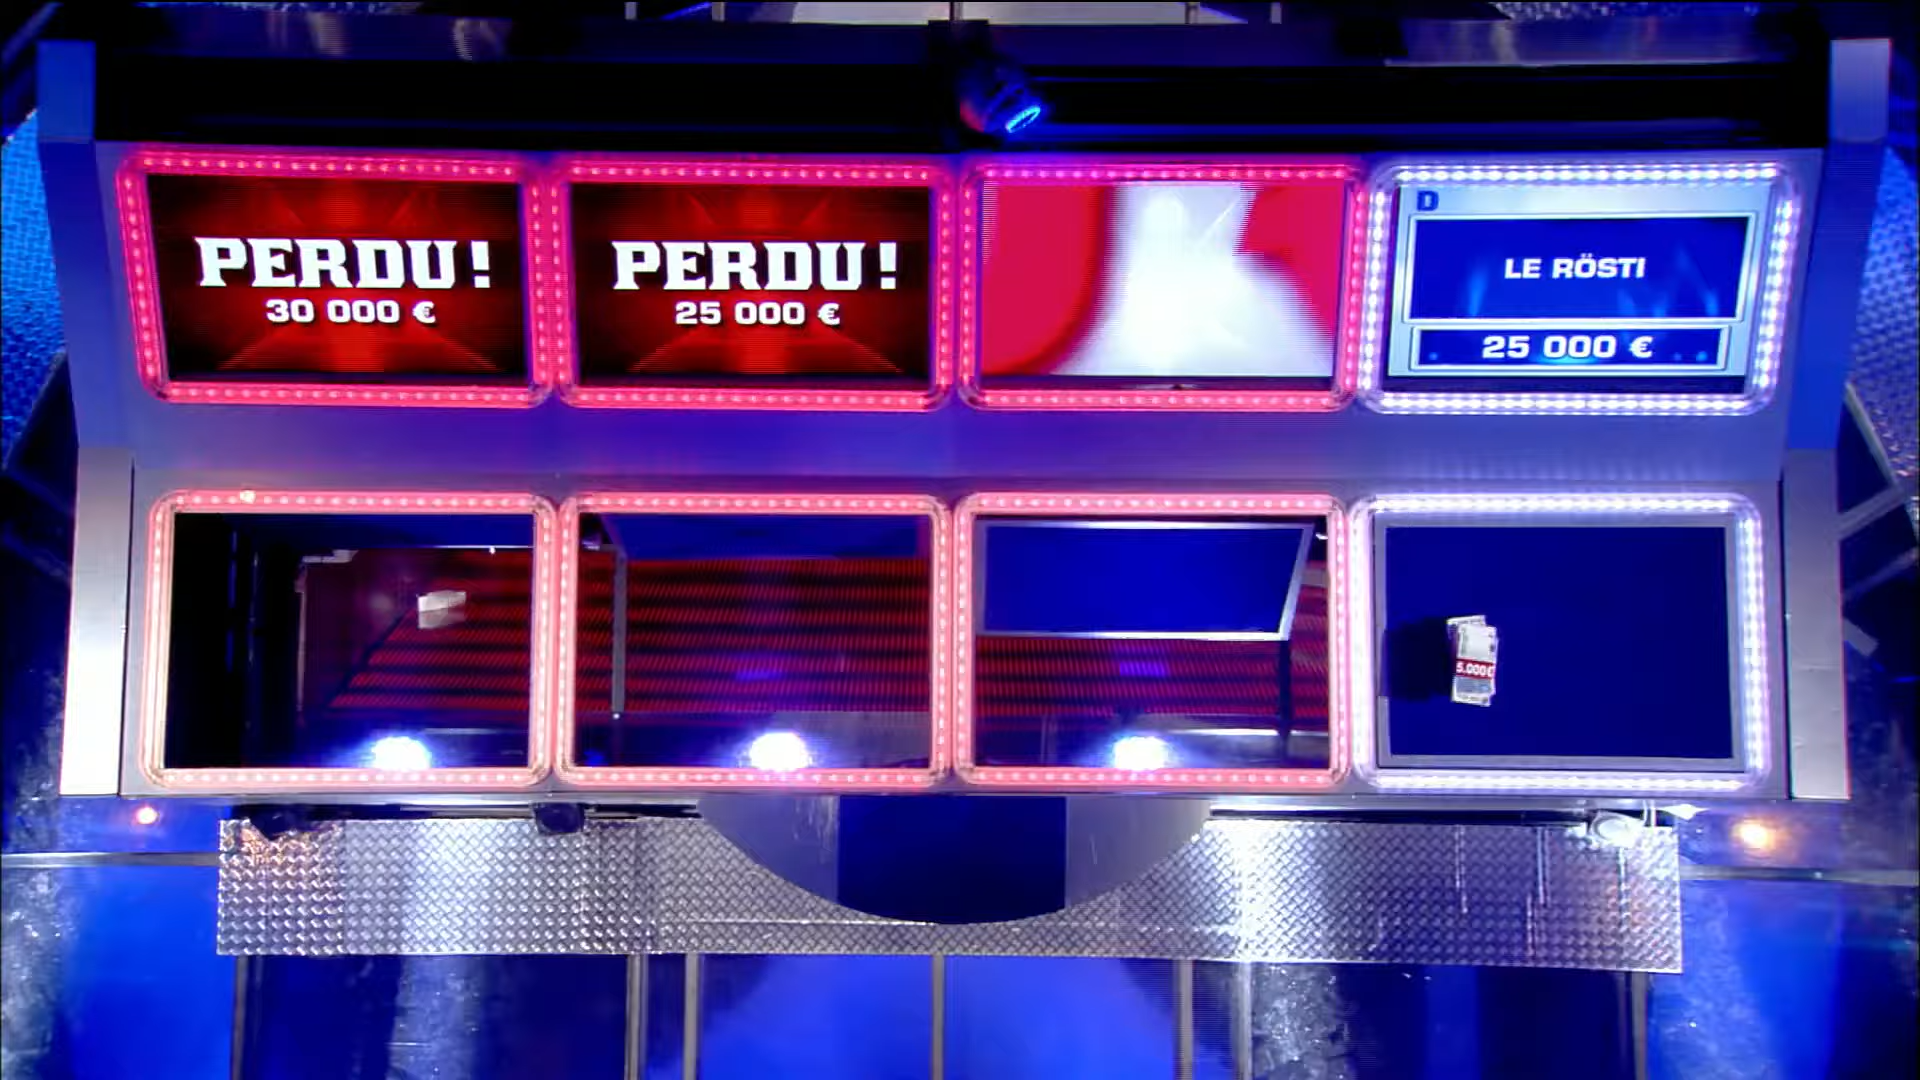 PERDU!
30 000 €
PERDU!
25 000 €
D
LE RÖSTI
25 000 €
5.000€